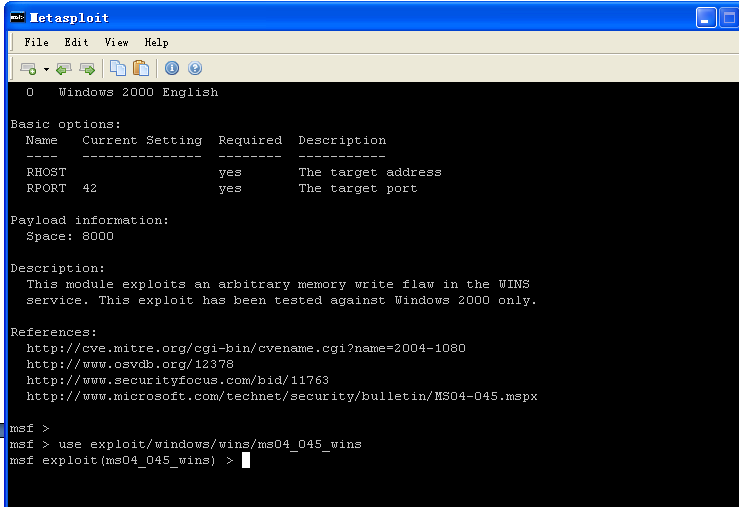 Metasploit
File Edit View Help
0 Windows 2000 English
Basic options:
Name Current Setting Required Description
---- --------------- -------- -----------
RHOST yes The target address
RPORT 42 yes The target port
Payload information:
Space: 8000
Description:
This module exploits an arbitrary memory write flaw in the WINS
service. This exploit has been tested against Windows 2000 only.
References:
http://cve.mitre.org/cgi-bin/cvename.cgi?name=2004-1080
http://www.osvdb.org/12378
http://www.securityfocus.com/bid/11763
http://www.microsoft.com/technet/security/bulletin/MS04-045.mspx
msf >
msf > use exploit/windows/wins/ms04_045_wins
msf exploit(ms04_045_wins) >